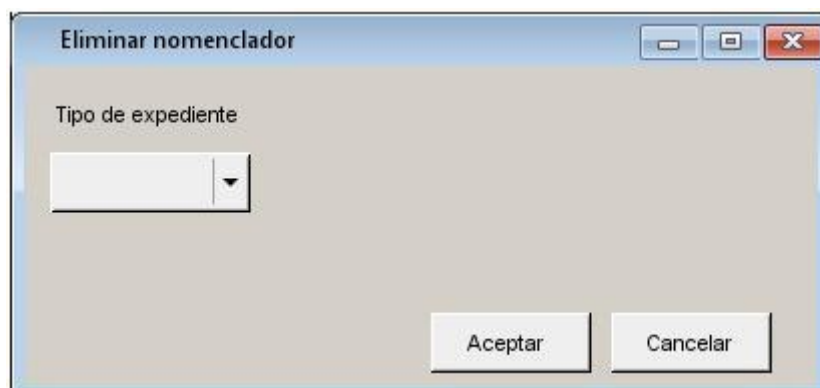 Eliminar nomenclador
Tipo de expediente
Aceptar
Cancelar